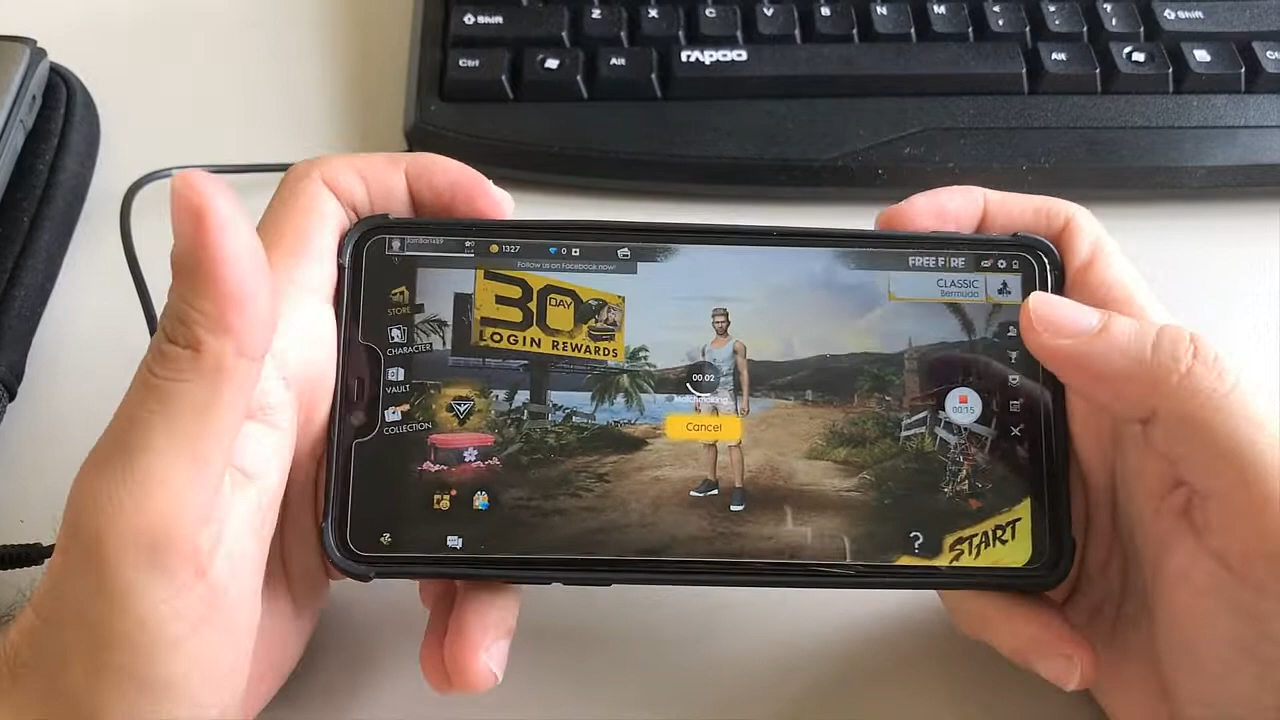 Shift
Z X C V B N M < > ?
, . /
Shift
Ctrl
Alt
rapoo
Alt
1327
0
Follow us on Facebook now!
FREE FIRE
CLASSIC
Bermuda
STORE
CHARACTER
VAULT
COLLECTION
30
DAY
LOGIN REWARDS
00:02
Matchmaking
Cancel
00:15
?
START